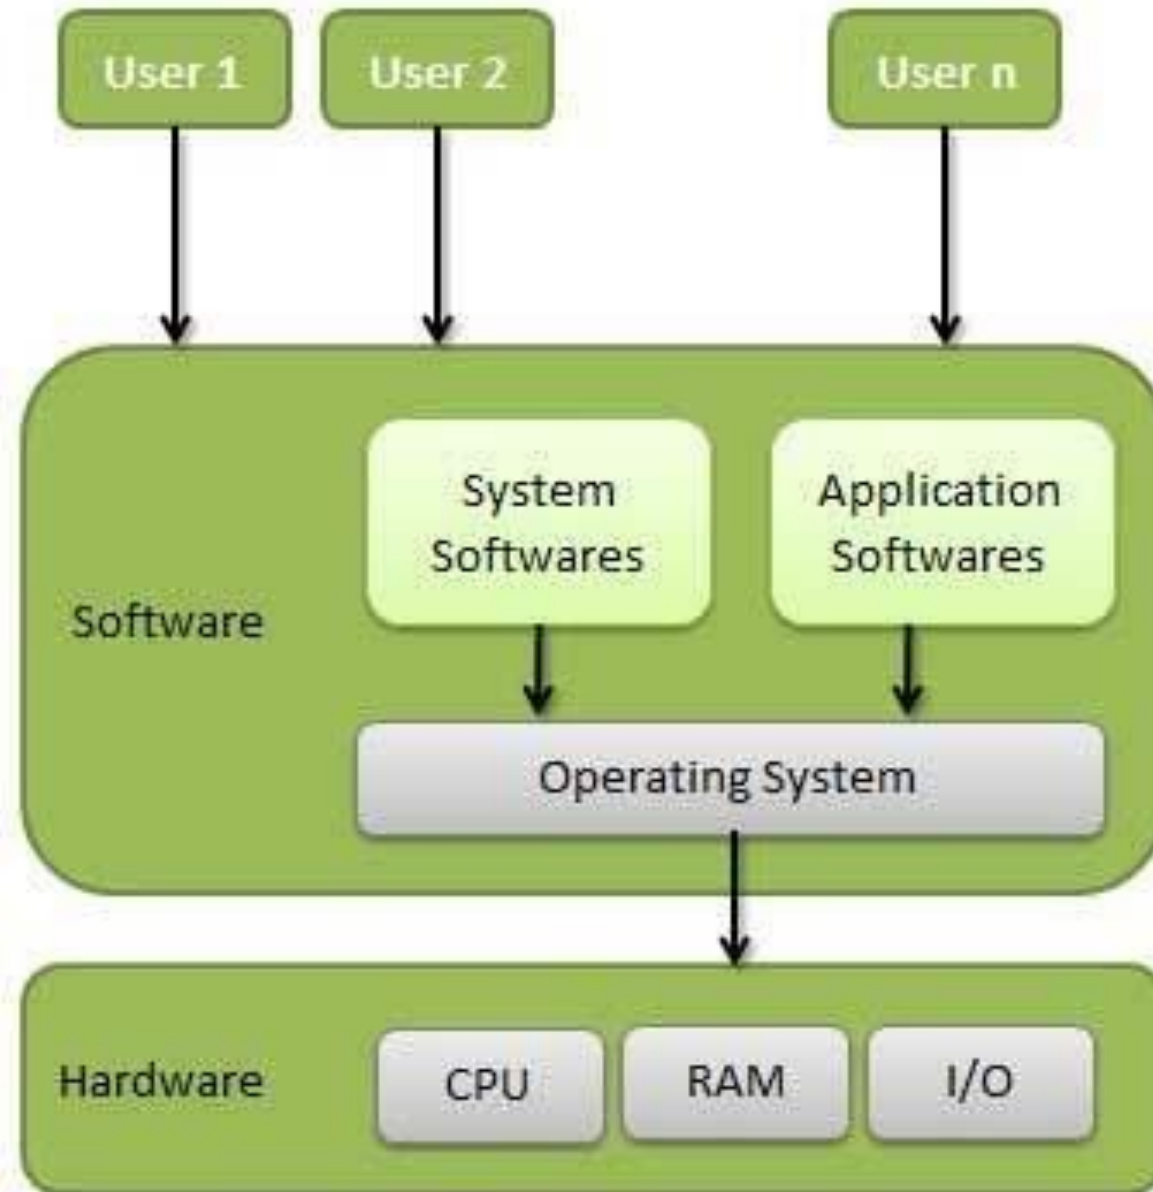 User 1
User 2
User n
System
Softwares
Application
Softwares
Software
Operating System
Hardware
CPU
RAM
I/O